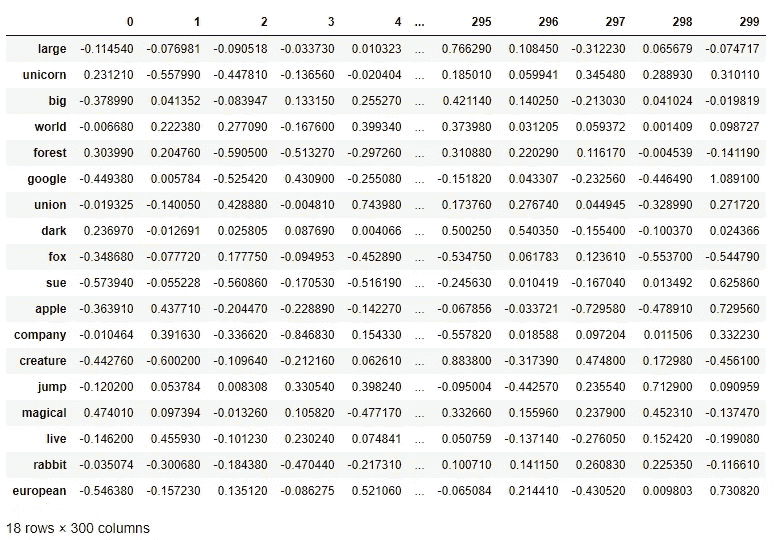 0 1 2 3 4 ... 295 296 297 298 299
large -0.114540 -0.076981 -0.090518 -0.033730 0.010323 ... 0.766290 0.108450 -0.312230 0.065679 -0.074717
unicorn 0.231210 -0.557990 -0.447810 -0.136560 -0.020404 ... 0.185010 0.059941 0.345480 0.288930 0.310110
big -0.378990 0.041352 -0.083947 0.133150 0.255270 ... 0.421140 0.140250 -0.213030 0.041024 -0.019819
world -0.006680 0.222380 0.277090 -0.167600 0.399340 ... 0.373980 0.031205 0.059372 0.001409 0.098727
forest 0.303990 0.204760 -0.590500 -0.513270 -0.297260 ... 0.310880 0.220290 0.116170 -0.004539 -0.141190
google -0.449380 0.005784 -0.525420 0.430900 -0.255080 ... -0.151820 0.043307 -0.232560 -0.446490 1.089100
union -0.019325 -0.140050 0.428880 -0.004810 0.743980 ... 0.173760 0.276740 0.044945 -0.328990 0.271720
dark 0.236970 -0.012691 0.025805 0.087690 0.004066 ... 0.500250 0.540350 -0.155400 -0.100370 0.024366
fox -0.348680 -0.077720 0.177750 -0.094953 -0.452890 ... -0.534750 0.061783 0.123610 -0.553700 -0.544790
sue -0.573940 -0.055228 -0.560860 -0.170530 -0.516190 ... -0.245630 0.010419 -0.167040 0.013492 0.625860
apple -0.363910 0.437710 -0.204470 -0.228890 -0.142270 ... -0.067856 -0.033721 -0.729580 -0.478910 0.729560
company -0.010464 0.391630 -0.336620 -0.846830 0.154330 ... -0.557820 0.018588 0.097204 0.011506 0.332230
creature -0.442760 -0.600200 -0.109640 -0.212160 0.062610 ... 0.883800 -0.317390 0.474800 0.172980 -0.456100
jump -0.120200 0.053784 0.008308 0.330540 0.398240 ... -0.095004 -0.442570 0.235540 0.712900 0.090959
magical 0.474010 0.097394 -0.013260 0.105820 -0.477170 ... 0.332660 0.155960 0.237900 0.452310 -0.137470
live -0.146200 0.455930 -0.101230 0.230240 0.074841 ... 0.050759 -0.137140 -0.276050 0.152420 -0.199080
rabbit -0.035074 -0.300680 -0.184380 -0.470440 -0.217310 ... 0.100710 0.141150 0.260830 0.225350 -0.116610
european -0.546380 -0.157230 0.135120 -0.086275 0.521060 ... -0.065084 0.214410 -0.430520 0.009803 0.730820
18 rows × 300 columns